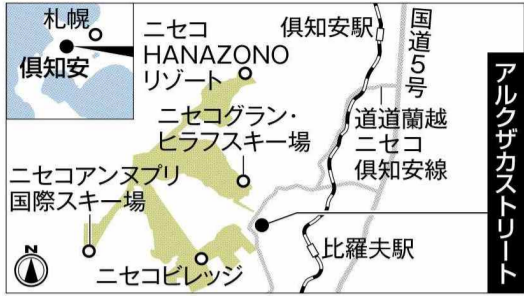 札幌
倶知安
ニセコ
HANAZONO
リゾート
倶知安駅
国道5号
ニセコグラン・
ヒラフスキー場
道道蘭越
ニセコ
倶知安線
ニセコアンヌプリ
国際スキー場
アルクザカストリート
比羅夫駅
ニセコビレッジ
N